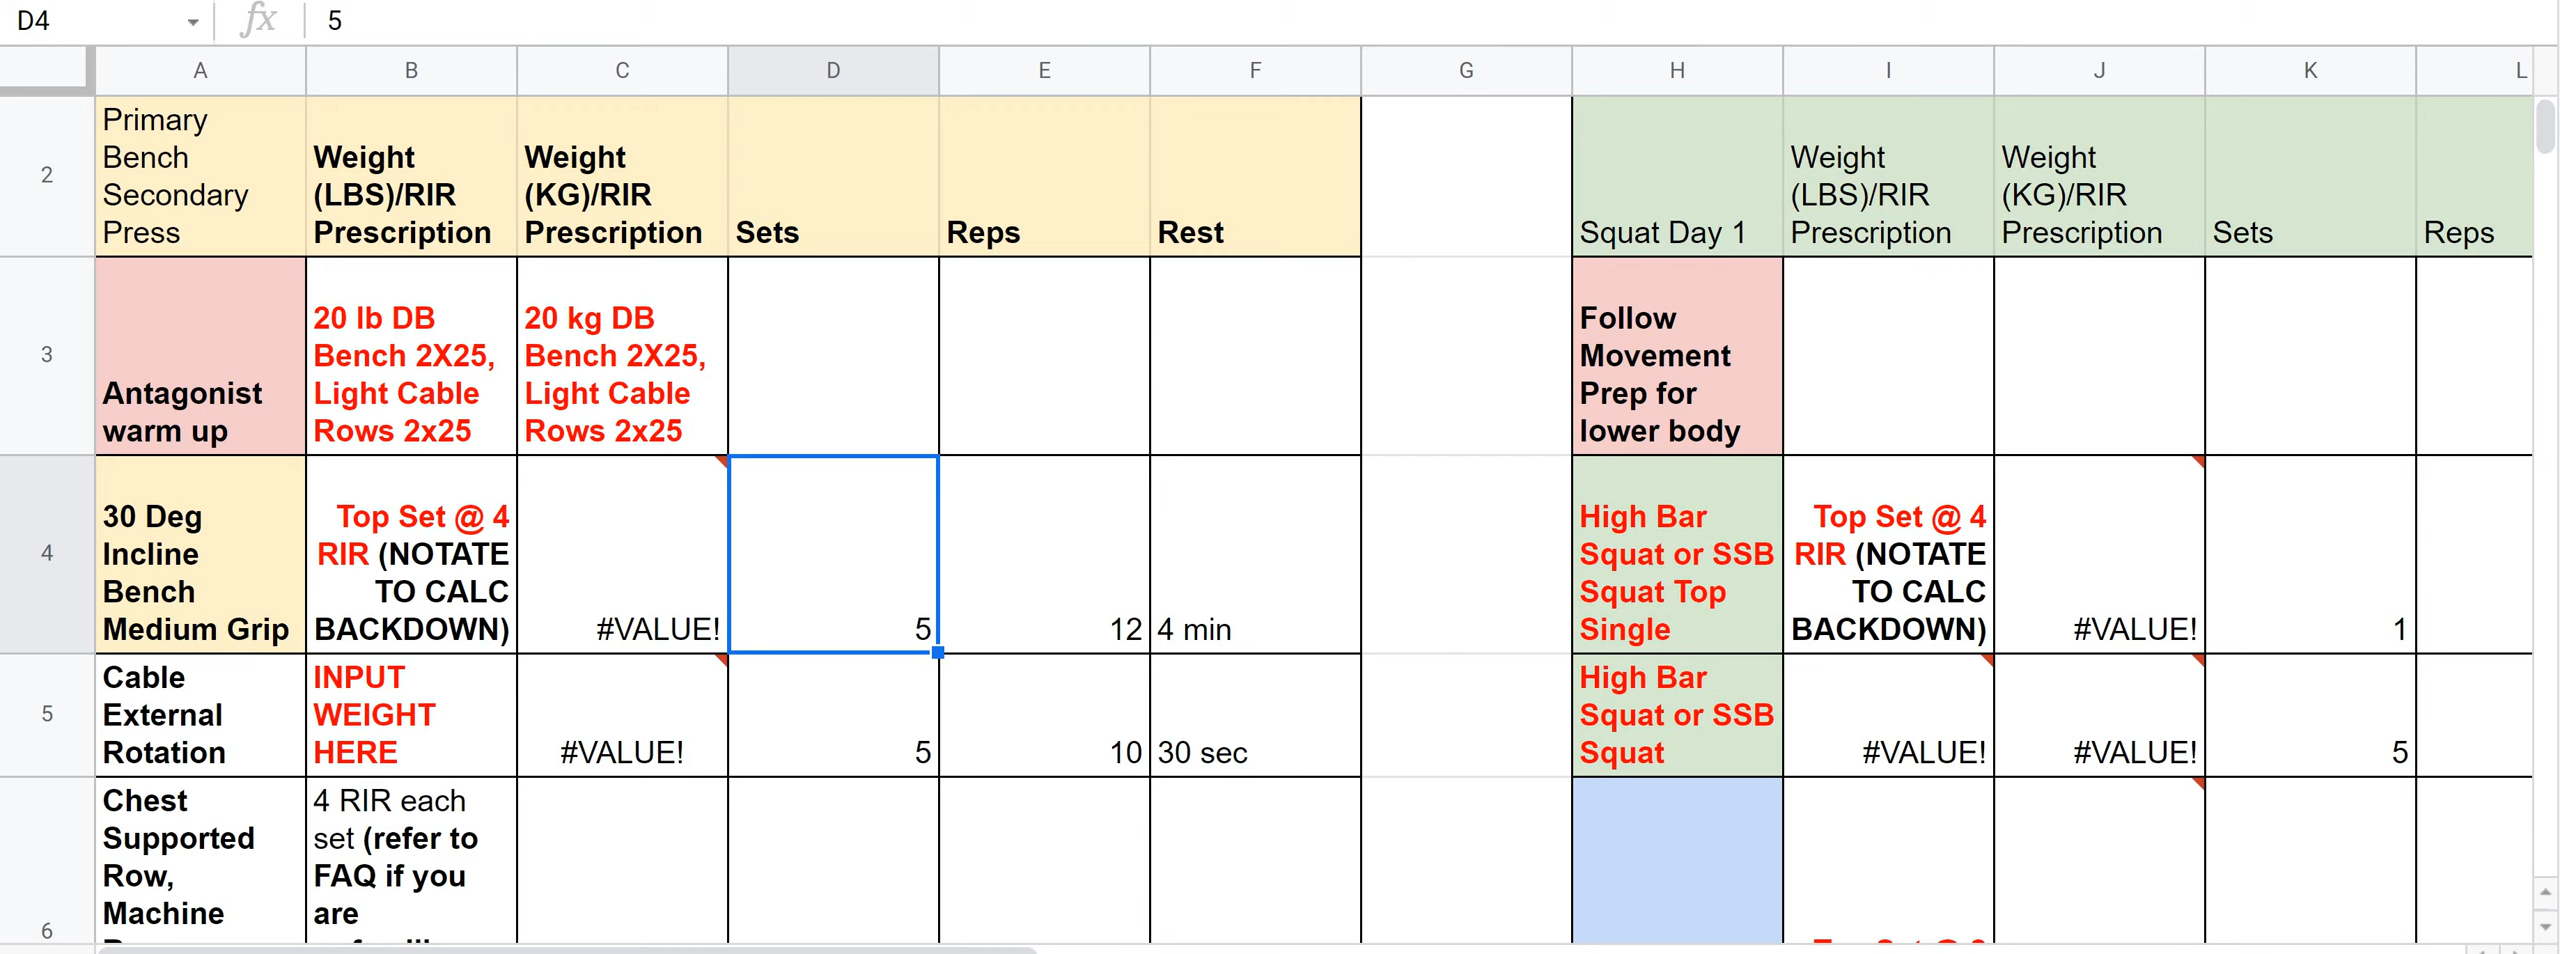 D4
fx
5
A B C D E F G H I J K L
2
Primary
Bench
Secondary
Press
Weight
(LBS)/RIR
Prescription
Weight
(KG)/RIR
Prescription
Sets
Reps
Rest
Squat Day 1
Weight
(LBS)/RIR
Prescription
Weight
(KG)/RIR
Prescription
Sets
Reps
3
Antagonist
warm up
20 lb DB
Bench 2X25,
Light Cable
Rows 2x25
20 kg DB
Bench 2X25,
Light Cable
Rows 2x25
Follow
Movement
Prep for
lower body
4
30 Deg
Incline
Bench
Medium Grip
Top Set @ 4
RIR (NOTATE
TO CALC
BACKDOWN)
#VALUE!
5
12
4 min
High Bar
Squat or SSB
Squat Top
Single
Top Set @ 4
RIR (NOTATE
TO CALC
BACKDOWN)
#VALUE!
1
5
Cable
External
Rotation
INPUT
WEIGHT
HERE
#VALUE!
5
10
30 sec
High Bar
Squat or SSB
Squat
#VALUE!
#VALUE!
5
6
Chest
Supported
Row,
Machine
4 RIR each
set (refer to
FAQ if you
are